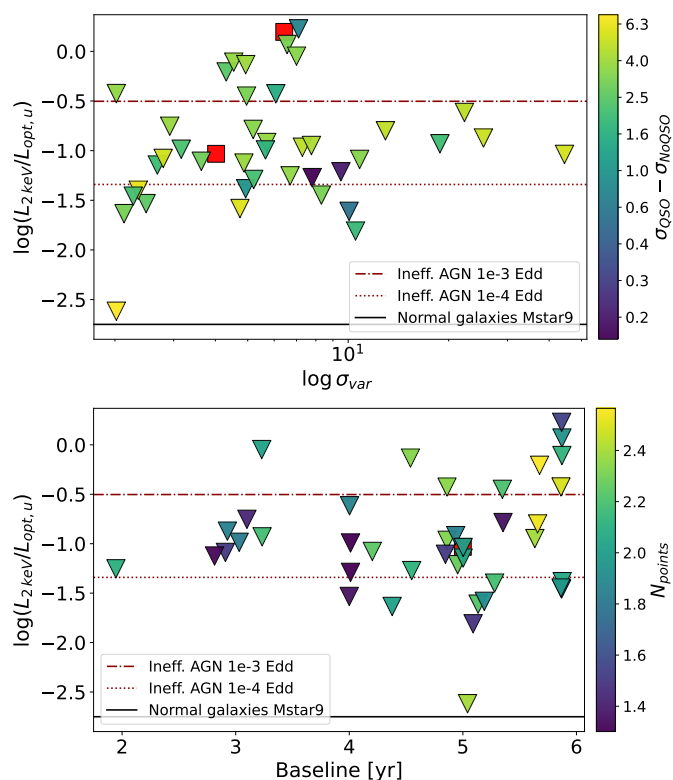 0.0
−0.5
−1.0
−1.5
−2.0
−2.5
log(L2 keV/Lopt, u)
Ineff. AGN 1e-3 Edd
Ineff. AGN 1e-4 Edd
Normal galaxies Mstar9
10^1
log σvar
6.3
4.0
2.5
1.6
1.0
0.6
0.4
0.3
0.2
σQSO − σNoQSO
0.0
−0.5
−1.0
−1.5
−2.0
−2.5
log(L2 keV/Lopt, u)
Ineff. AGN 1e-3 Edd
Ineff. AGN 1e-4 Edd
Normal galaxies Mstar9
2 3 4 5 6
Baseline [yr]
2.4
2.2
2.0
1.8
1.6
1.4
Npoints